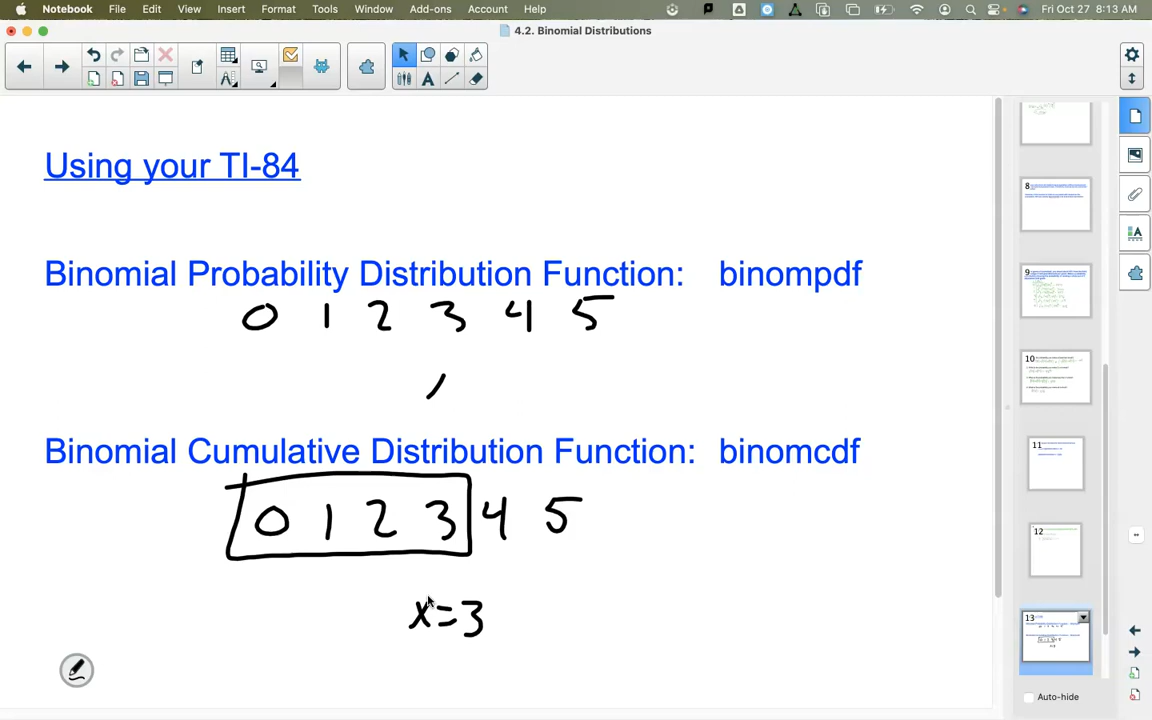 Notebook File Edit View Insert Format Tools Window Add-ons Account Help Fri Oct 27 8:13 AM
4.2. Binomial Distributions
Using your TI-84
Binomial Probability Distribution Function: binompdf
0 1 2 3 4 5
Binomial Cumulative Distribution Function: binomcdf
0 1 2 3 4 5
x=3
8
9
10
11
12
13
Auto-hide